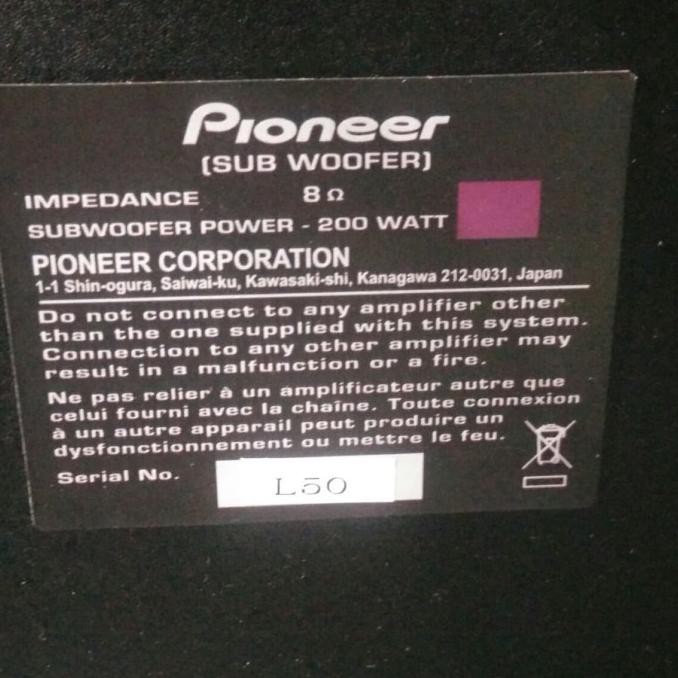 Pioneer
(SUB WOOFER)
IMPEDANCE 8 Ω
SUBWOOFER POWER - 200 WATT
PIONEER CORPORATION
1-1 Shin-ogura, Saiwai-ku, Kawasaki-shi, Kanagawa 212-0031, Japan
Do not connect to any amplifier other
than the one supplied with this system.
Connection to any other amplifier may
result in a malfunction or a fire.
Ne pas relier à un amplificateur autre que
celui fourni avec la chaîne. Toute connexion
à un autre appareil peut produire un
dysfonctionnement ou mettre le feu.
Serial No. L50